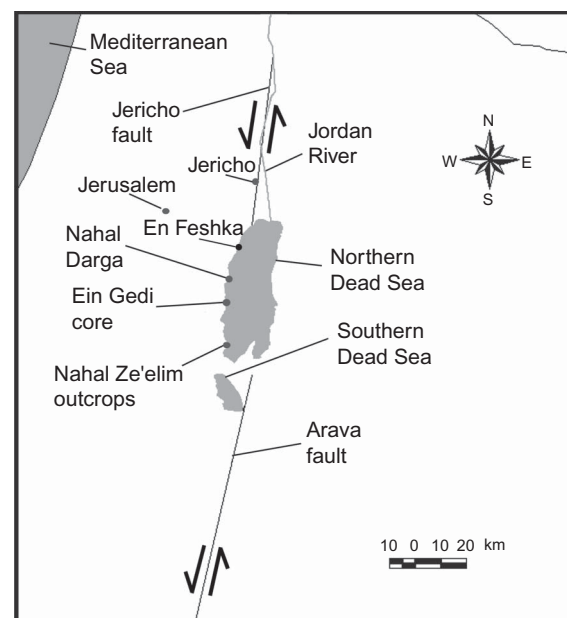 Mediterranean
Sea
Jericho
fault
Jordan
River
Jericho
Jerusalem
En Feshka
Nahal
Darga
Northern
Dead Sea
Ein Gedi
core
Southern
Dead Sea
Nahal Ze'elim
outcrops
Arava
fault
N
W E
S
10 0 10 20 km